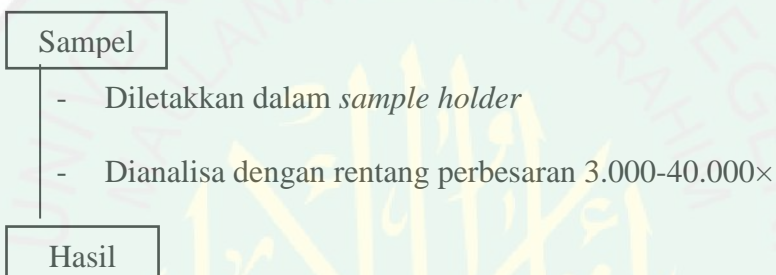 Sampel
- Diletakkan dalam sample holder
- Dianalisa dengan rentang perbesaran 3.000-40.000×
Hasil